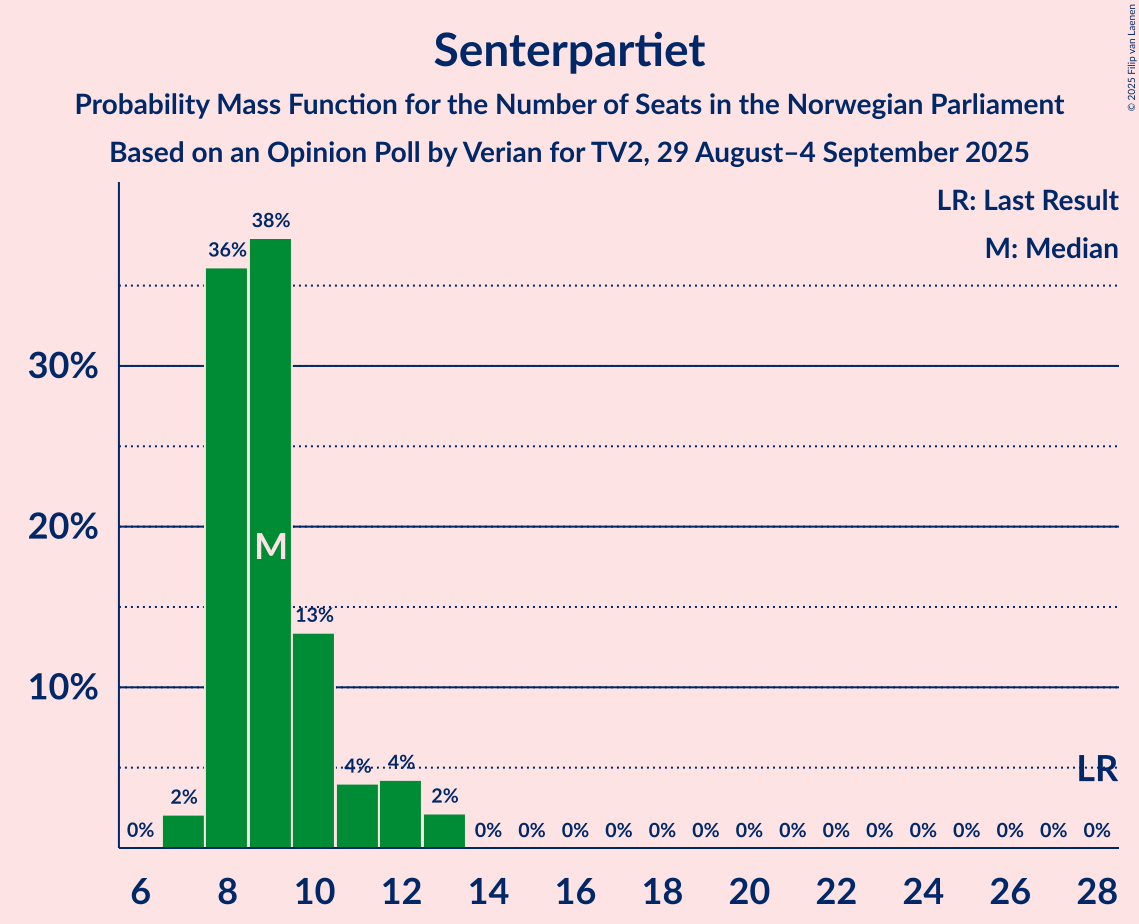 Senterpartiet
Probability Mass Function for the Number of Seats in the Norwegian Parliament
Based on an Opinion Poll by Verian for TV2, 29 August–4 September 2025
© 2025 Filip van Laenen
LR: Last Result
M: Median
38%
36%
30%
20%
M
13%
10%
4%
4%
LR
2%
2%
0%
0% 0% 0% 0% 0% 0% 0% 0% 0% 0% 0% 0% 0% 0% 0%
6 8 10 12 14 16 18 20 22 24 26 28